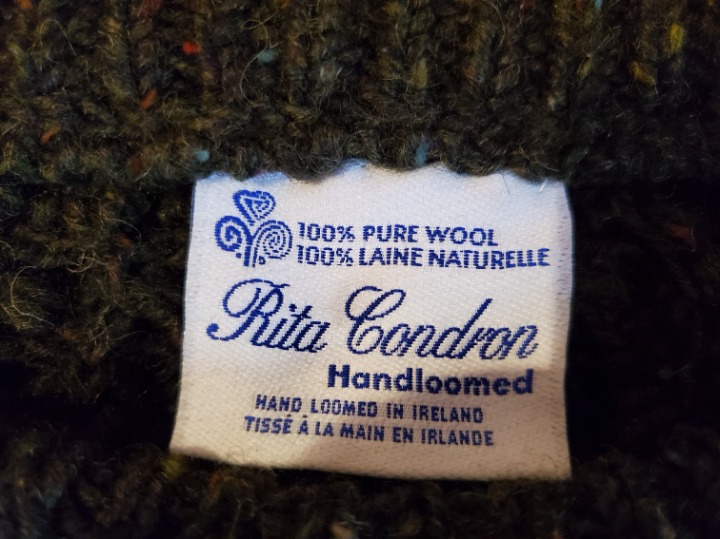 100% PURE WOOL
100% LAINE NATURELLE
Rita Condron
Handloomed
HAND LOOMED IN IRELAND
TISSÉ À LA MAIN EN IRLANDE